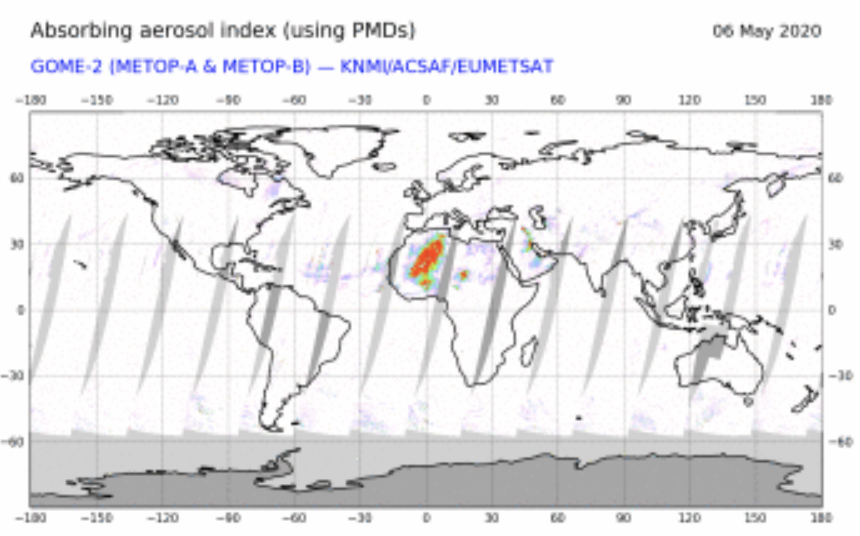 Absorbing aerosol index (using PMDs)
06 May 2020
GOME-2 (METOP-A & METOP-B) — KNMI/ACSAF/EUMETSAT
−180 −150 −120 −90 −60 −30 0 30 60 90 120 150 180
60 60
30 30
0 0
−30 −30
−60 −60
−180 −150 −120 −90 −60 −30 0 30 60 90 120 150 180